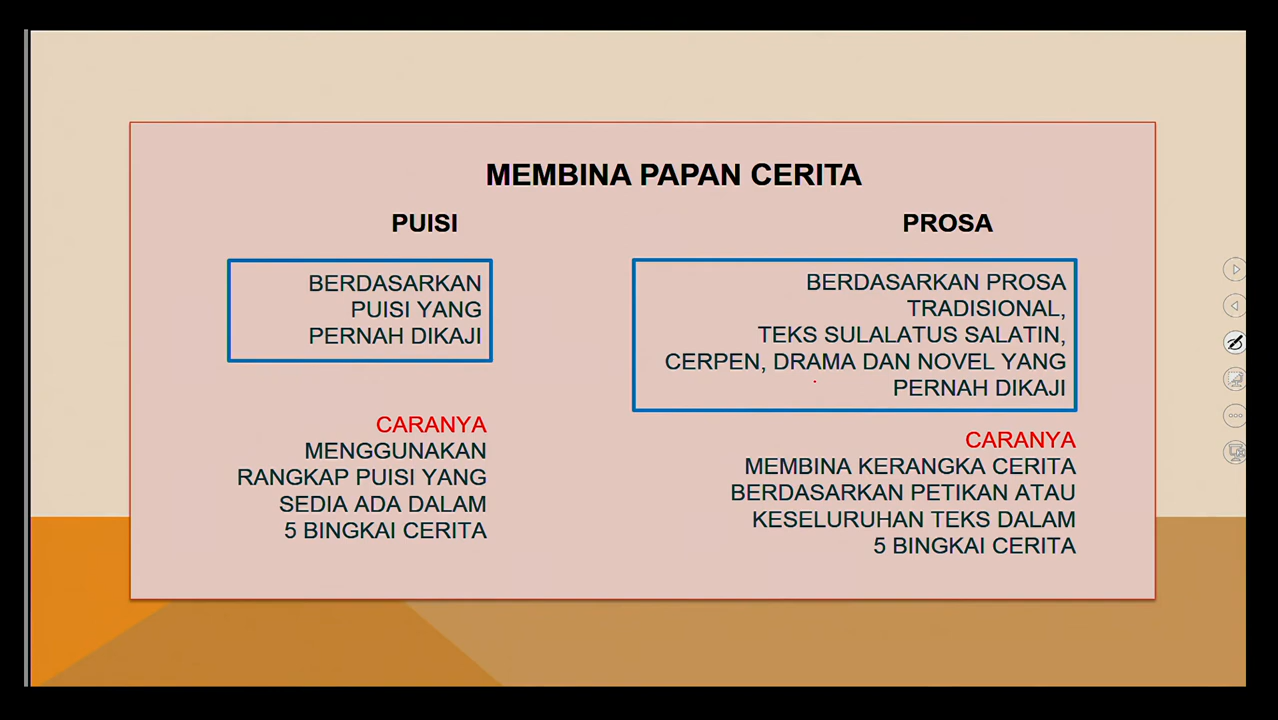 MEMBINA PAPAN CERITA
PUISI
BERDASARKAN
PUISI YANG
PERNAH DIKAJI
CARANYA
MENGGUNAKAN
RANGKAP PUISI YANG
SEDIA ADA DALAM
5 BINGKAI CERITA
PROSA
BERDASARKAN PROSA
TRADISIONAL,
TEKS SULALATUS SALATIN,
CERPEN, DRAMA DAN NOVEL YANG
PERNAH DIKAJI
CARANYA
MEMBINA KERANGKA CERITA
BERDASARKAN PETIKAN ATAU
KESELURUHAN TEKS DALAM
5 BINGKAI CERITA